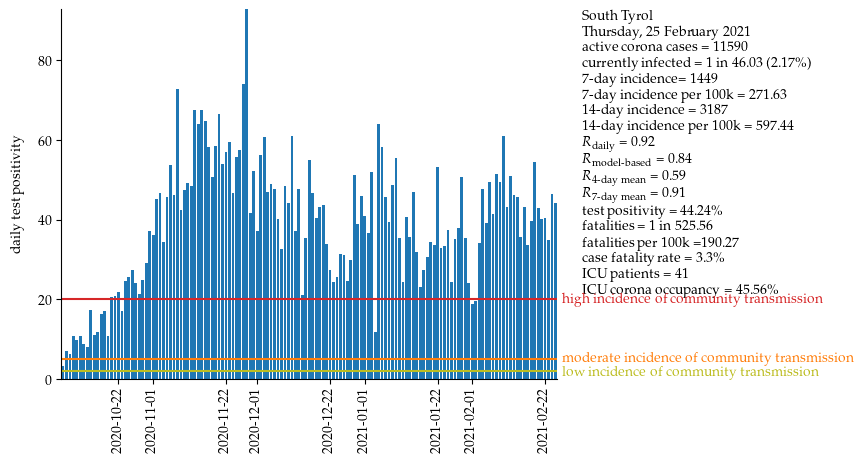 South Tyrol
Thursday, 25 February 2021
active corona cases = 11590
currently infected = 1 in 46.03 (2.17%)
7-day incidence= 1449
7-day incidence per 100k = 271.63
14-day incidence = 3187
14-day incidence per 100k = 597.44
R daily = 0.92
R model-based = 0.84
R 4-day mean = 0.59
R 7-day mean = 0.91
test positivity = 44.24%
fatalities = 1 in 525.56
fatalities per 100k =190.27
case fatality rate = 3.3%
ICU patients = 41
ICU corona occupancy = 45.56%
high incidence of community transmission
moderate incidence of community transmission
low incidence of community transmission
daily test positivity
80
60
40
20
0
2020-10-22
2020-11-01
2020-11-22
2020-12-01
2020-12-22
2021-01-01
2021-01-22
2021-02-01
2021-02-22